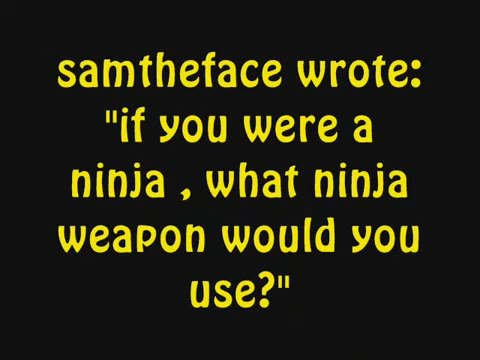 samtheface wrote:
"if you were a
ninja , what ninja
weapon would you
use?"